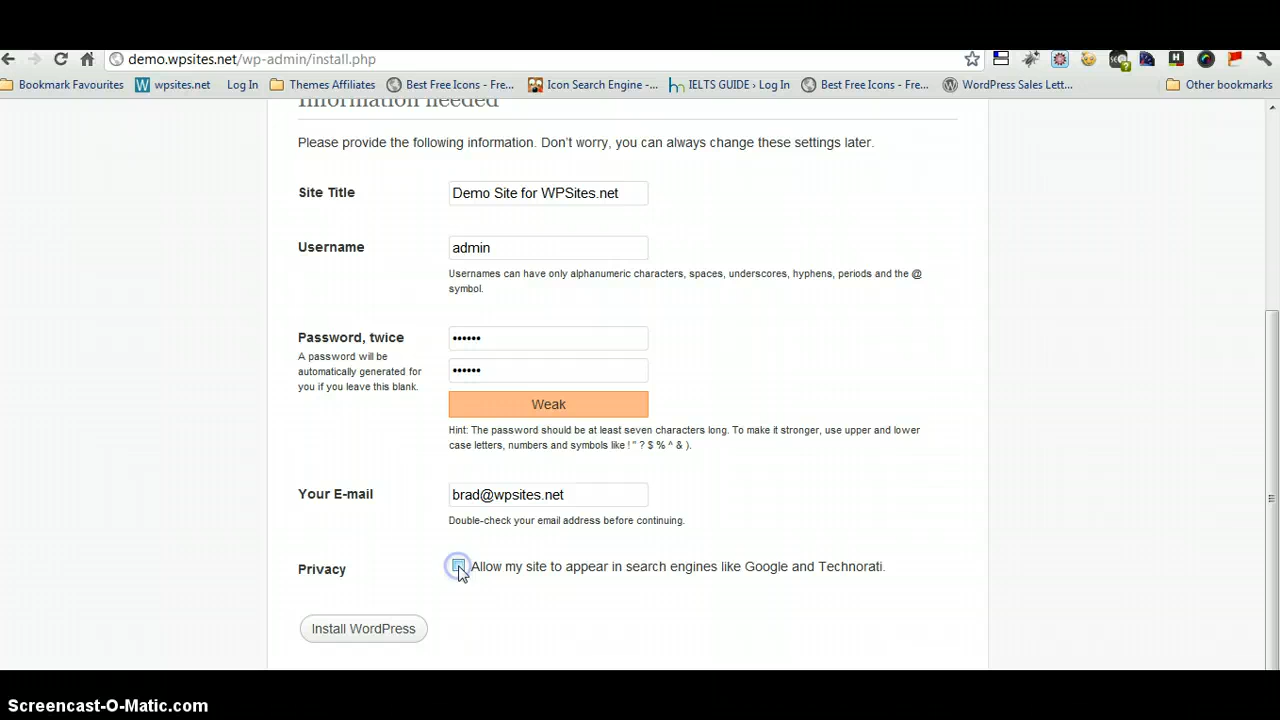 demo.wpsites.net/wp-admin/install.php
Bookmark Favourites wpsites.net Log In Themes Affiliates Best Free Icons - Fre... Icon Search Engine -... IELTS GUIDE › Log In Best Free Icons - Fre... WordPress Sales Lett... Other bookmarks
Information needed
Please provide the following information. Don't worry, you can always change these settings later.
Site Title Demo Site for WPSites.net
Username admin
Usernames can have only alphanumeric characters, spaces, underscores, hyphens, periods and the @
symbol.
Password, twice ••••••
A password will be
automatically generated for ••••••
you if you leave this blank.
Weak
Hint: The password should be at least seven characters long. To make it stronger, use upper and lower
case letters, numbers and symbols like ! " ? $ % ^ & ).
Your E-mail brad@wpsites.net
Double-check your email address before continuing.
Privacy Allow my site to appear in search engines like Google and Technorati.
Install WordPress
Screencast-O-Matic.com